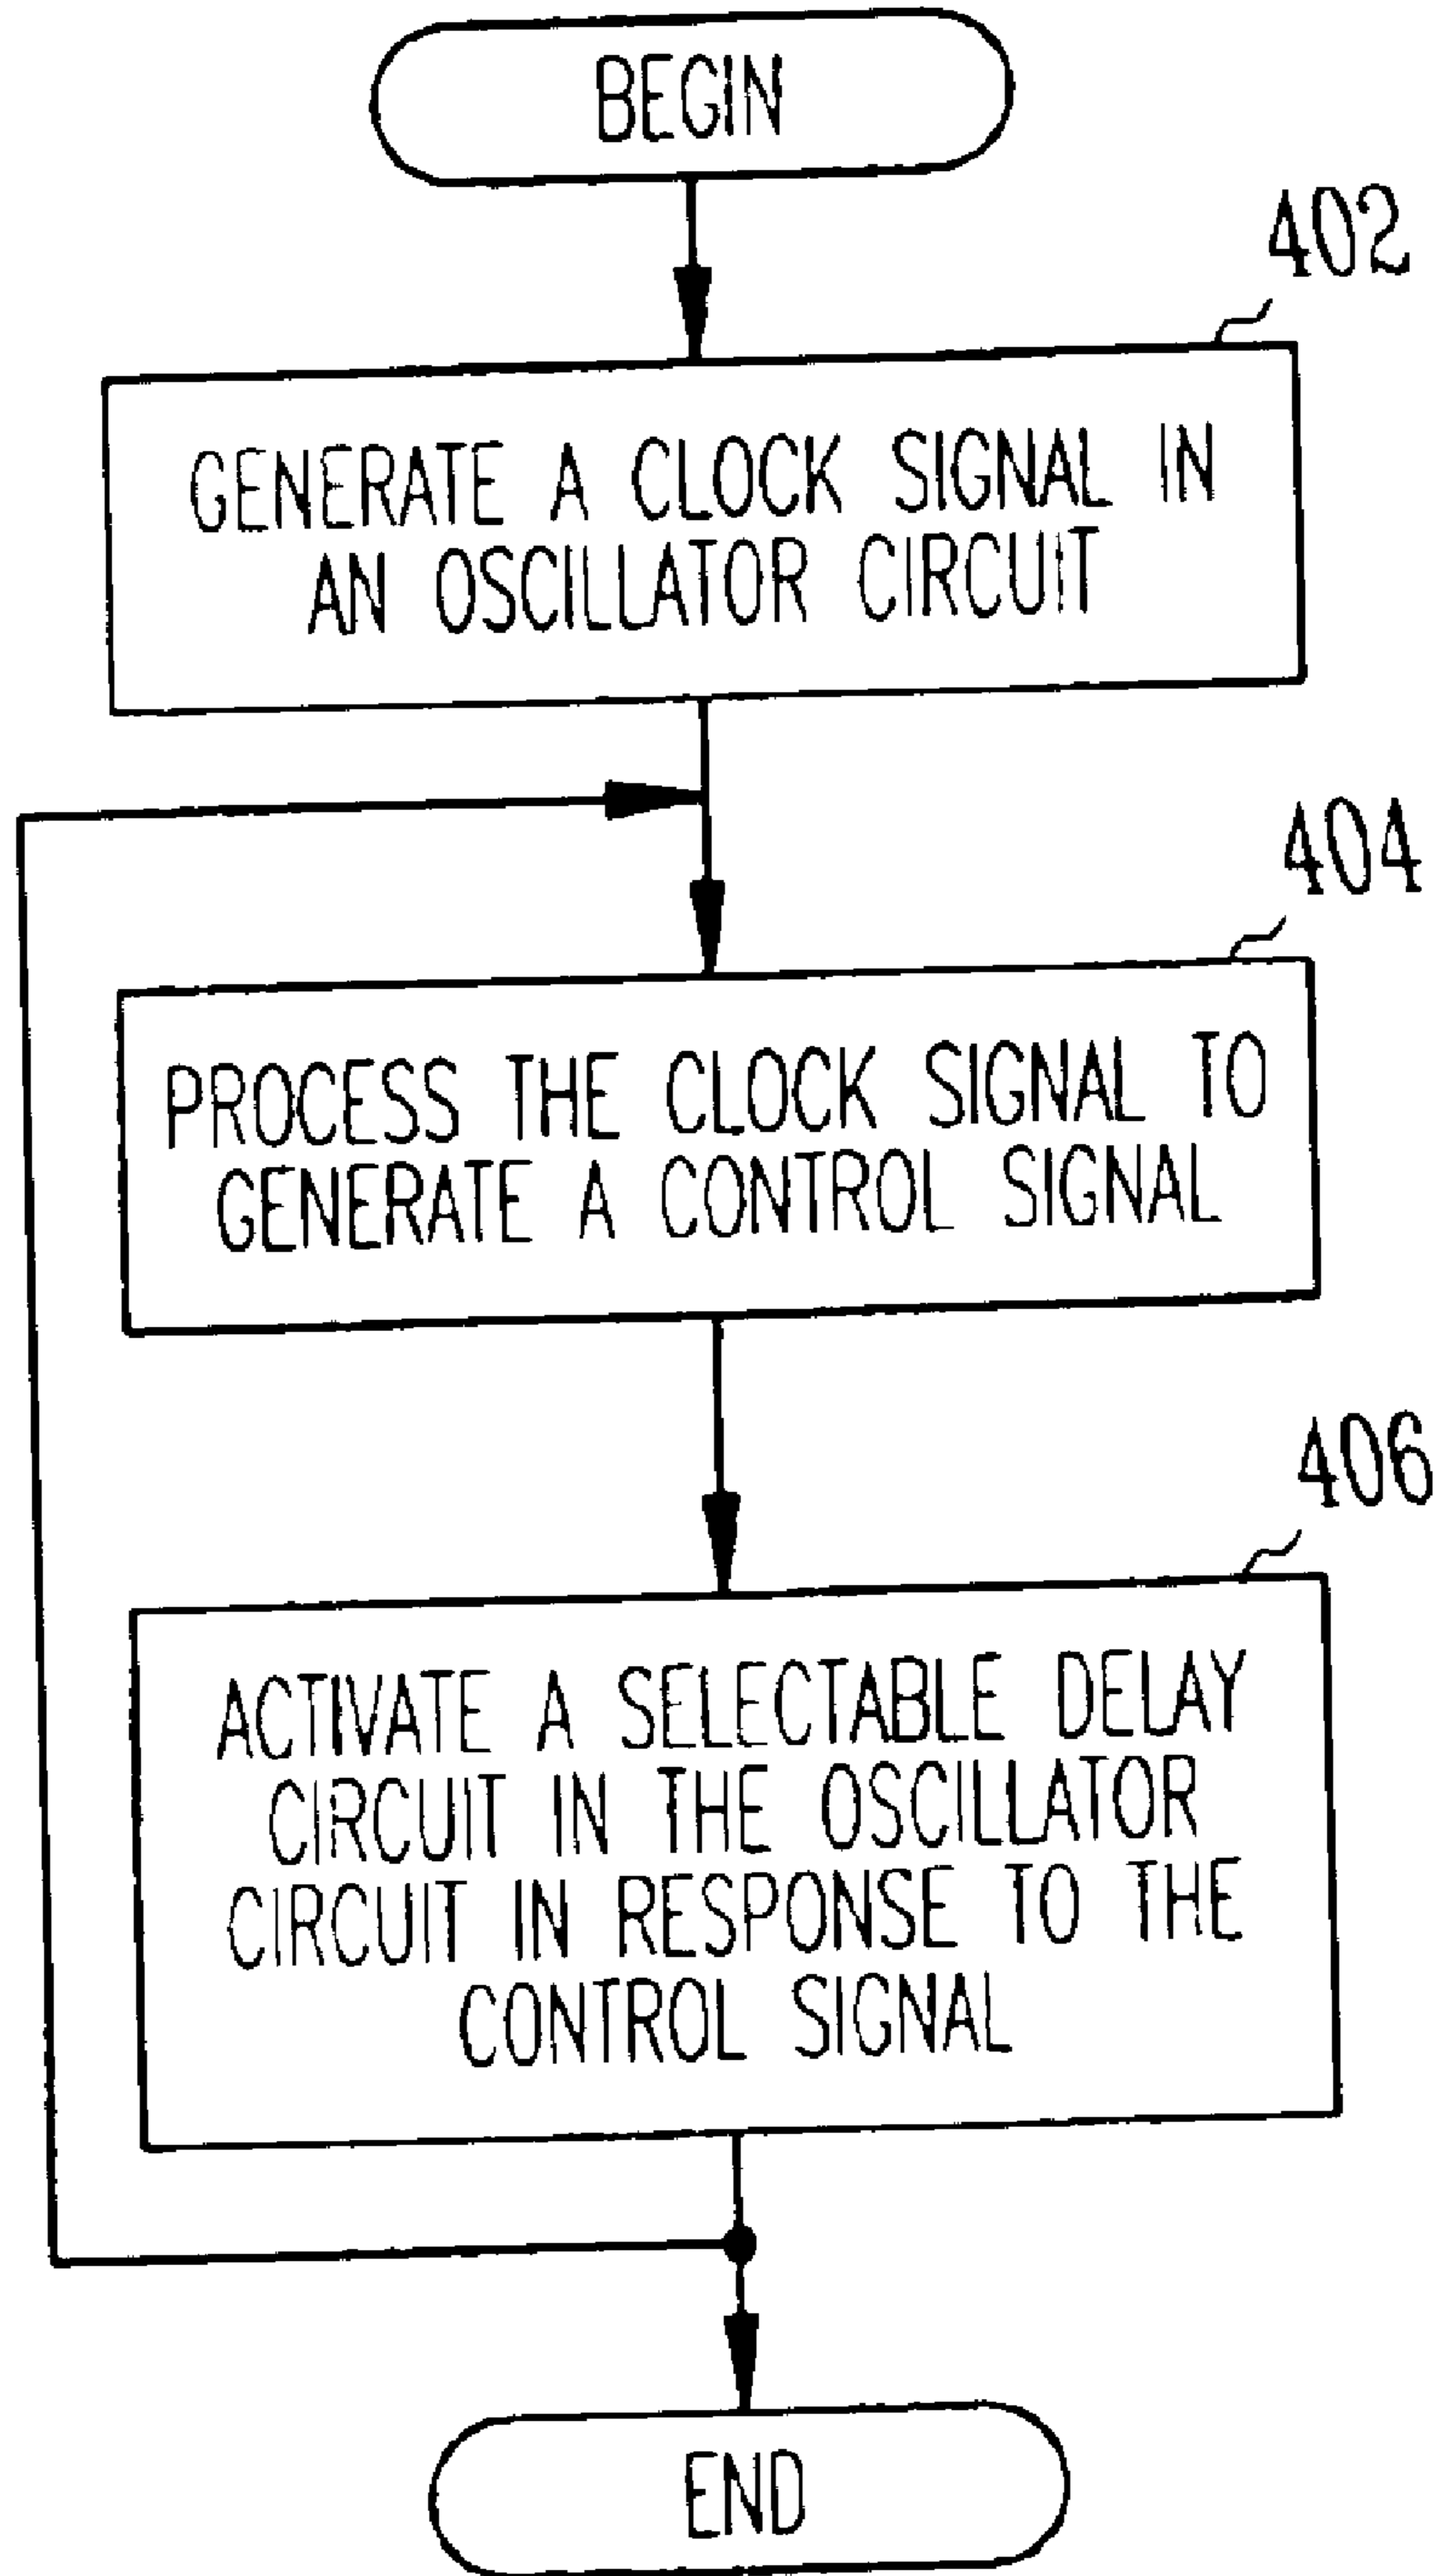 BEGIN
402
GENERATE A CLOCK SIGNAL IN
AN OSCILLATOR CIRCUIT
404
PROCESS THE CLOCK SIGNAL TO
GENERATE A CONTROL SIGNAL
406
ACTIVATE A SELECTABLE DELAY
CIRCUIT IN THE OSCILLATOR
CIRCUIT IN RESPONSE TO THE
CONTROL SIGNAL
END